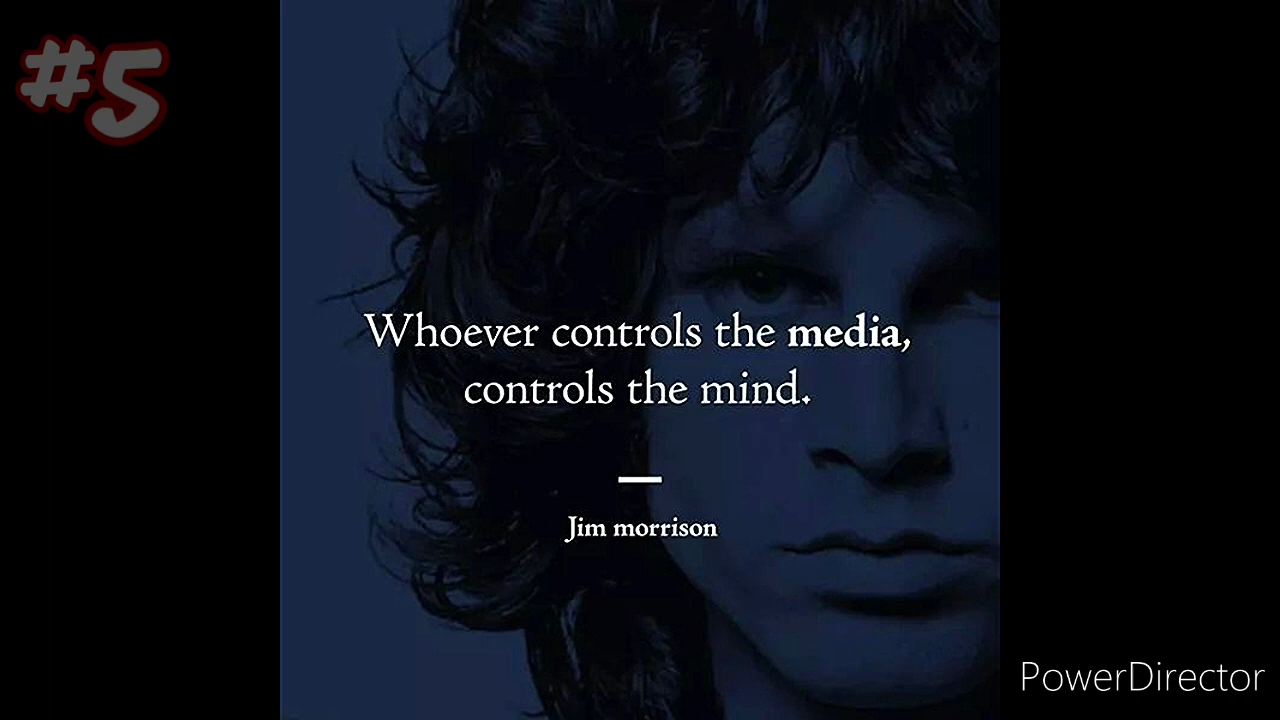 #5
Whoever controls the media,
controls the mind.
Jim morrison
PowerDirector